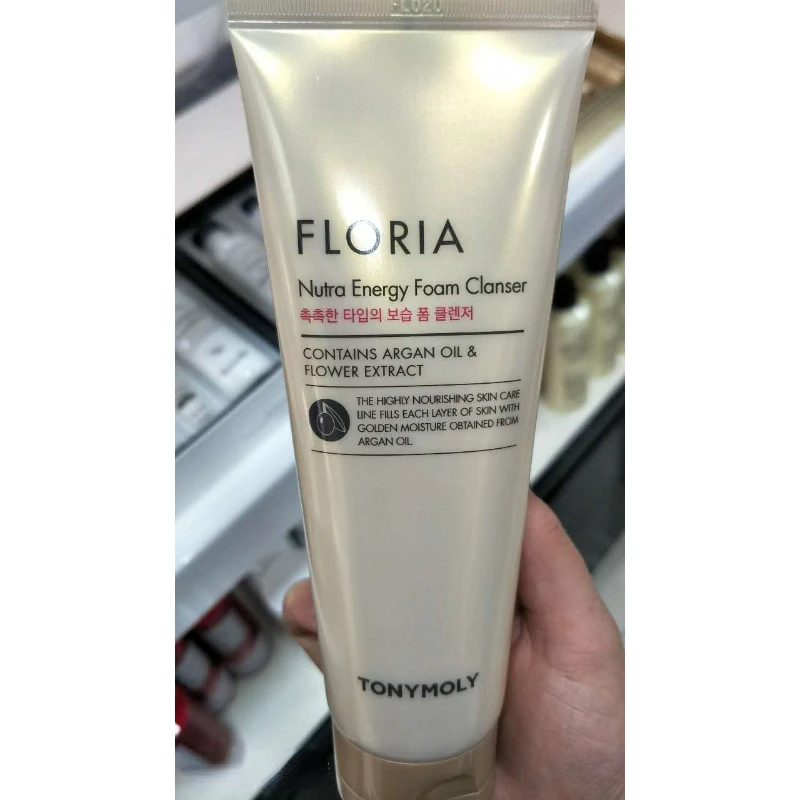 FLORIA
Nutra Energy Foam Clanser
촉촉한 타입의 보습 폼 클렌저
CONTAINS ARGAN OIL &
FLOWER EXTRACT
THE HIGHLY NOURISHING SKIN CARE
LINE FILLS EACH LAYER OF SKIN WITH
GOLDEN MOISTURE OBTAINED FROM
ARGAN OIL.
TONYMOLY